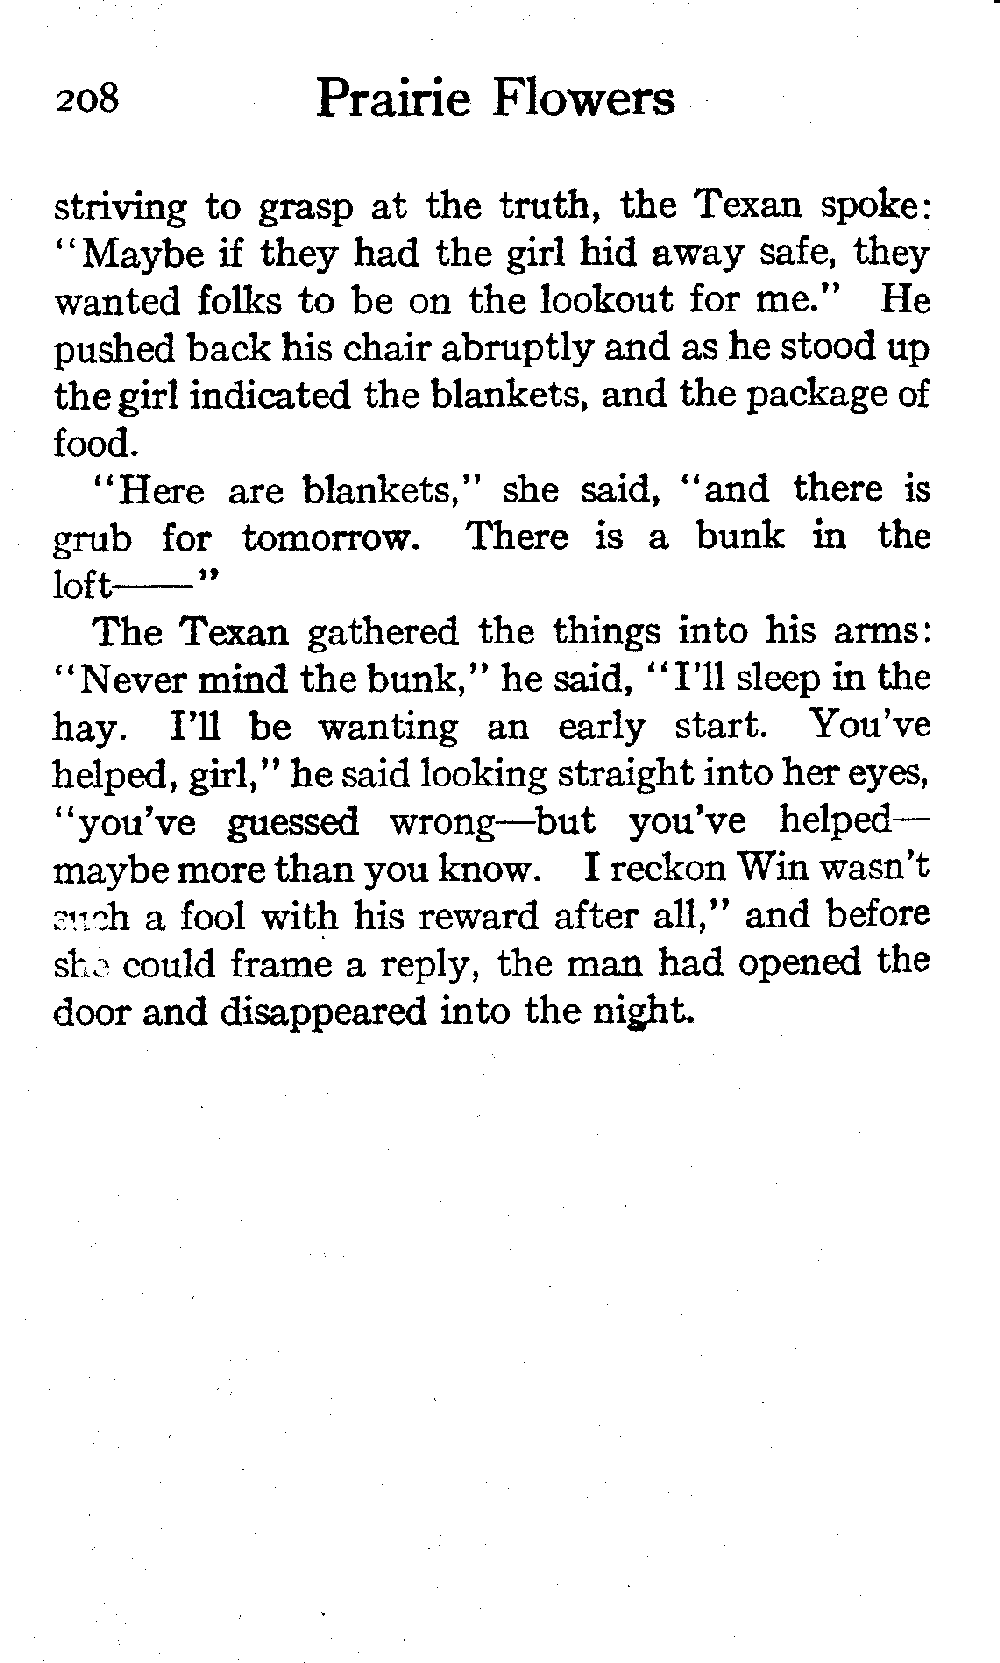 208 Prairie Flowers
striving to grasp at the truth, the Texan spoke:
"Maybe if they had the girl hid away safe, they
wanted folks to be on the lookout for me." He
pushed back his chair abruptly and as he stood up
the girl indicated the blankets, and the package of
food.
"Here are blankets," she said, "and there is
grub for tomorrow. There is a bunk in the
loft——"
The Texan gathered the things into his arms:
"Never mind the bunk," he said, "I'll sleep in the
hay. I'll be wanting an early start. You've
helped, girl," he said looking straight into her eyes,
"you've guessed wrong—but you've helped—
maybe more than you know. I reckon Win wasn't
such a fool with his reward after all," and before
she could frame a reply, the man had opened the
door and disappeared into the night.